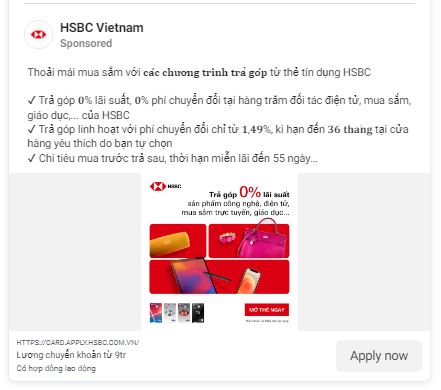 HSBC Vietnam
Sponsored
Thoải mái mua sắm với các chương trình trả góp từ thẻ tín dụng HSBC
✓ Trả góp 0% lãi suất, 0% phí chuyển đổi tại hàng trăm đối tác điện tử, mua sắm,
giáo dục,... của HSBC
✓ Trả góp linh hoạt với phí chuyển đổi chỉ từ 1,49%, kì hạn đến 36 thang tại cửa
hàng yêu thích do bạn tự chọn
✓ Chi tiêu mua trước trả sau, thời hạn miễn lãi đến 55 ngày...
HSBC
Trả góp 0% lãi suất
sản phẩm công nghệ, điện tử,
mua sắm trực tuyến, giáo dục...
MỞ THẺ NGAY
HTTPS://CARD.APPLY.HSBC.COM.VN/
Lương chuyển khoản từ 9tr
Có hợp đồng lao động
Apply now